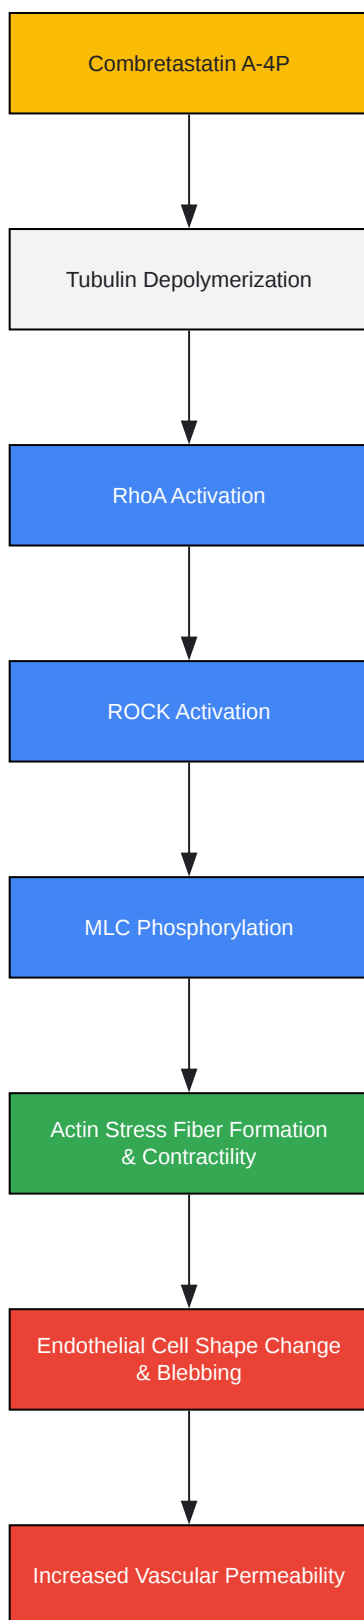 Combretastatin A-4P
Tubulin Depolymerization
RhoA Activation
ROCK Activation
MLC Phosphorylation
Actin Stress Fiber Formation
& Contractility
Endothelial Cell Shape Change
& Blebbing
Increased Vascular Permeability